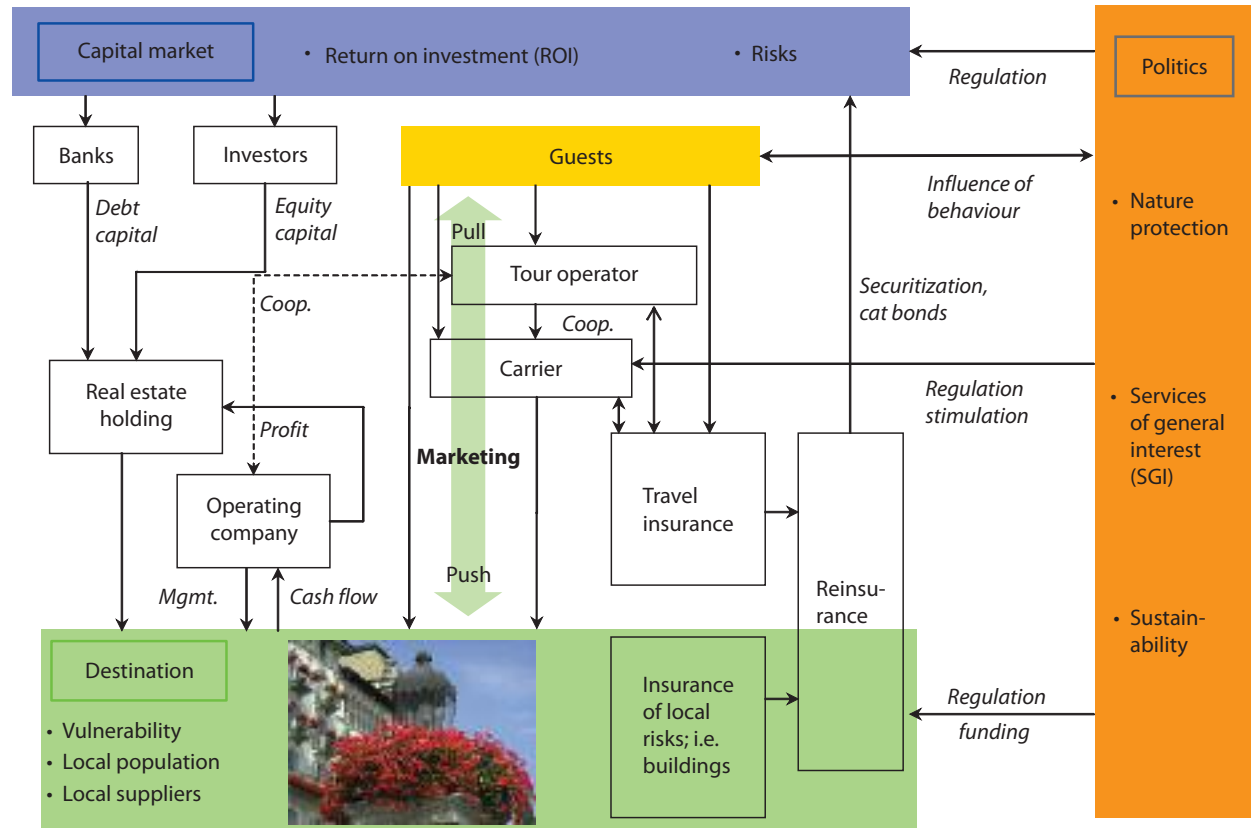 Capital market
• Return on investment (ROI)
• Risks
Regulation
Politics
Banks
Investors
Guests
Debt
capital
Equity
capital
Influence of
behaviour
• Nature
protection
Pull
Tour operator
Coop.
Coop.
Securitization,
cat bonds
Carrier
Real estate
holding
Regulation
stimulation
• Services
of general
interest
(SGI)
Profit
Marketing
Operating
company
Travel
insurance
Push
Mgmt.
Cash flow
Reinsu-
rance
• Sustain-
ability
Destination
Insurance
of local
risks; i.e.
buildings
Regulation
funding
• Vulnerability
• Local population
• Local suppliers